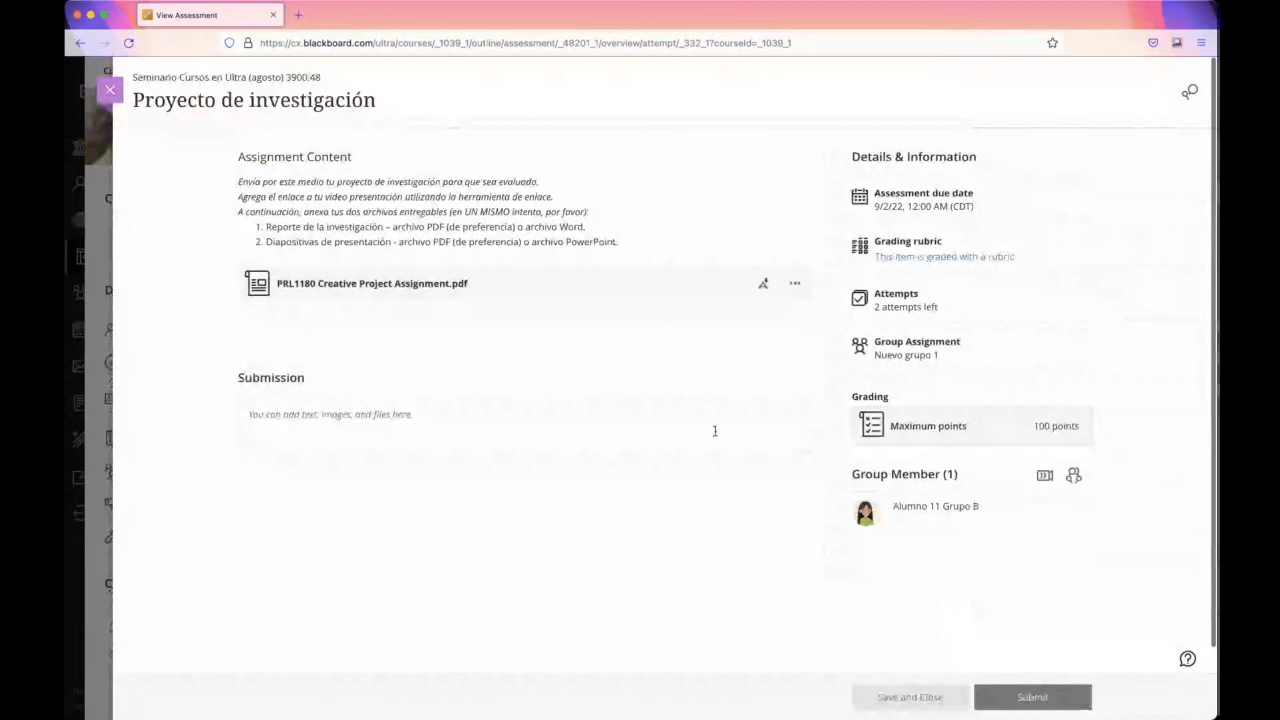 View Assessment
https://cx.blackboard.com/ultra/courses/_1039_1/outline/assessment/_48201_1/overview/attempt/_332_1?courseId=_1039_1
Seminario Cursos en Ultra (agosto) 3900.48
Proyecto de investigación
Assignment Content
Envía por este medio tu proyecto de investigación para que sea evaluado.
Agrega el enlace a tu video presentación utilizando la herramienta de enlace.
A continuación, anexa tus dos archivos entregables (en UN MISMO intento, por favor):
1. Reporte de la investigación – archivo PDF (de preferencia) o archivo Word.
2. Diapositivas de presentación - archivo PDF (de preferencia) o archivo PowerPoint.
PRL1180 Creative Project Assignment.pdf
Submission
You can add text, images, and files here.
Details & Information
Assessment due date
9/2/22, 12:00 AM (CDT)
Grading rubric
This item is graded with a rubric
Attempts
2 attempts left
Group Assignment
Nuevo grupo 1
Grading
Maximum points 100 points
Group Member (1)
Alumno 11 Grupo B
Save and Close Submit